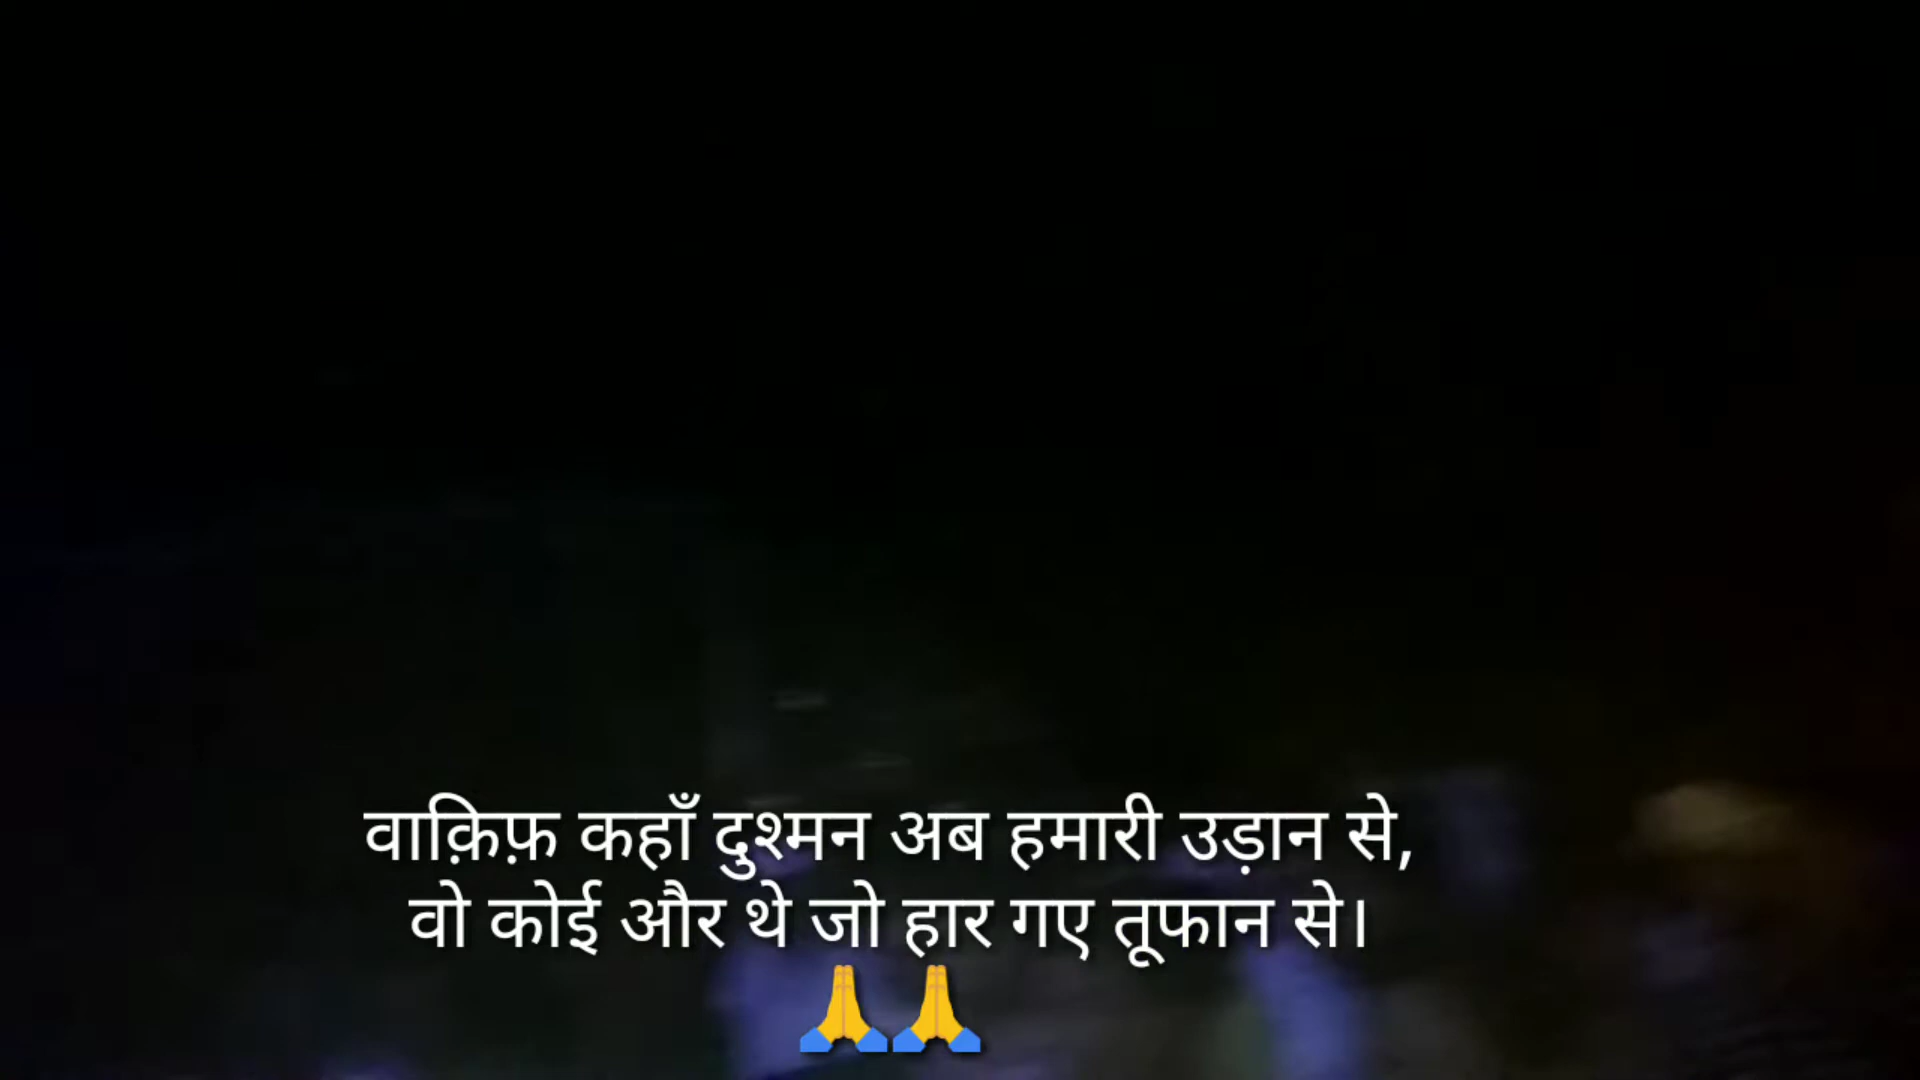 वाक़िफ़ कहाँ दुश्मन अब हमारी उड़ान से,
वो कोई और थे जो हार गए तूफान से।
🙏🙏